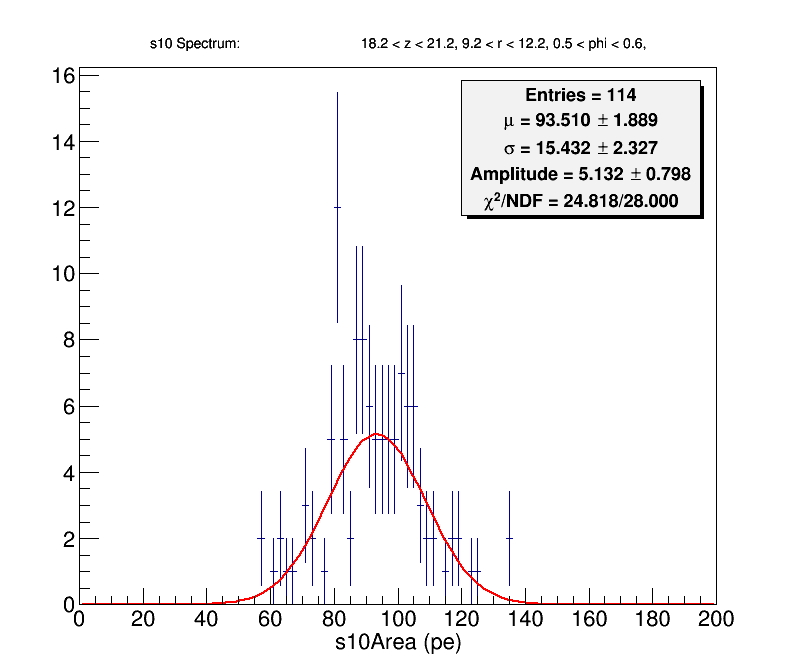 s10 Spectrum: 18.2 < z < 21.2, 9.2 < r < 12.2, 0.5 < phi < 0.6,
Entries = 114
μ = 93.510 ± 1.889
σ = 15.432 ± 2.327
Amplitude = 5.132 ± 0.798
χ²/NDF = 24.818/28.000
16
14
12
10
8
6
4
2
0
0 20 40 60 80 100 120 140 160 180 200
s10Area (pe)